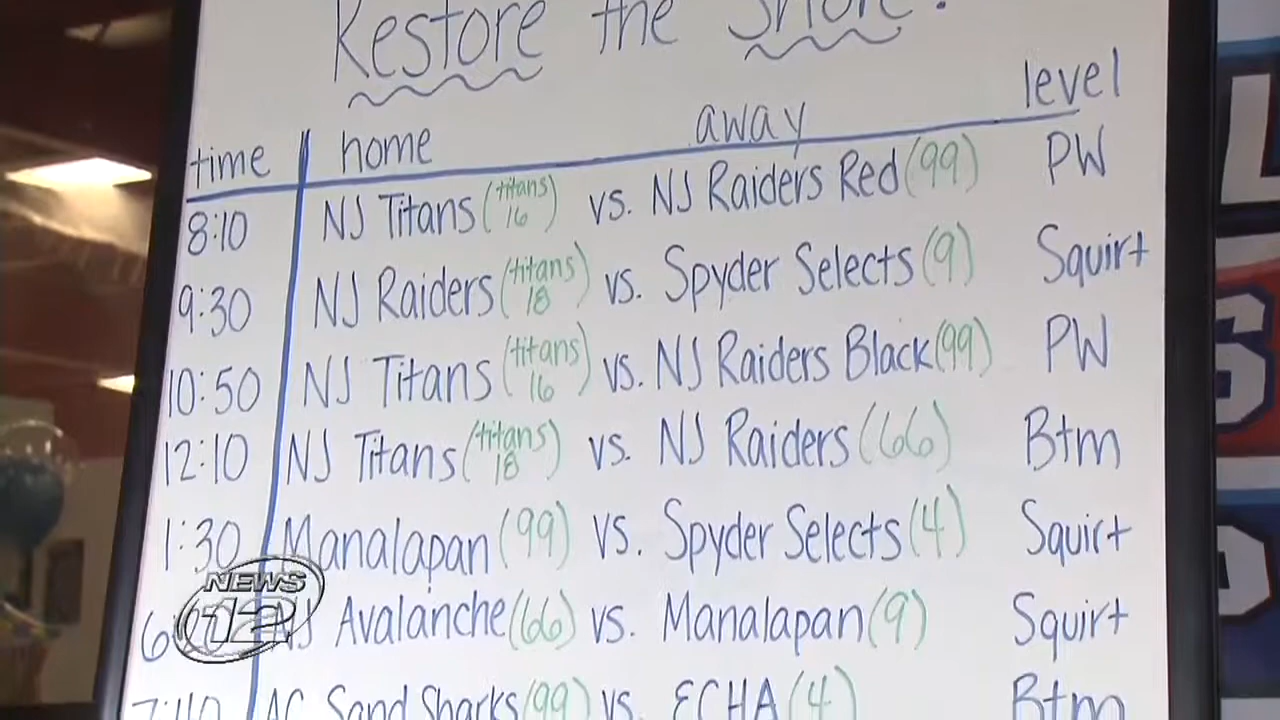 Restore the Shore!
time home away level
8:10 NJ Titans (titans 16) vs. NJ Raiders Red (99) PW
9:30 NJ Raiders (titans 18) vs. Spyder Selects (9) Squirt
10:50 NJ Titans (titans 16) vs. NJ Raiders Black (99) PW
12:10 NJ Titans (titans 18) vs. NJ Raiders (66) Btm
1:30 Manalapan (99) vs. Spyder Selects (4) Squirt
NJ Avalanche (66) vs. Manalapan (9) Squirt
7:40 AC Sand Sharks (99) vs. ECHA (4) Btm
NEWS
12